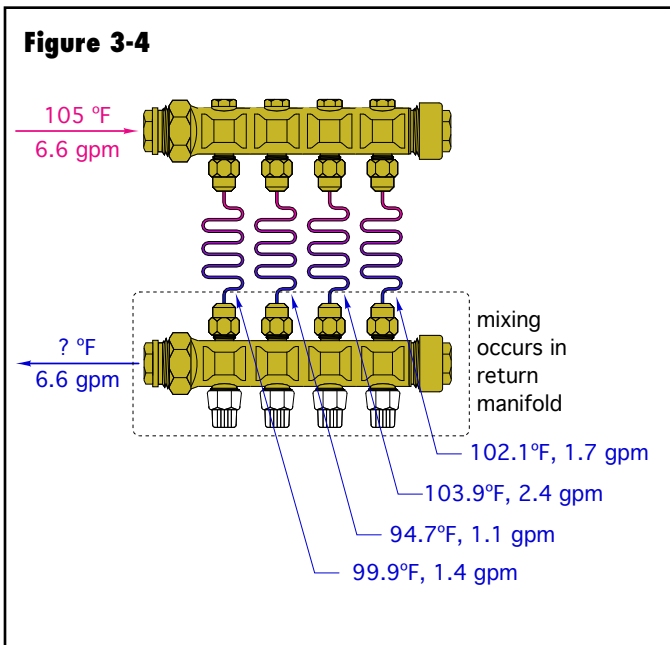 Figure 3-4
105 ºF
6.6 gpm
? ºF
6.6 gpm
mixing
occurs in
return
manifold
102.1ºF, 1.7 gpm
103.9ºF, 2.4 gpm
94.7ºF, 1.1 gpm
99.9ºF, 1.4 gpm